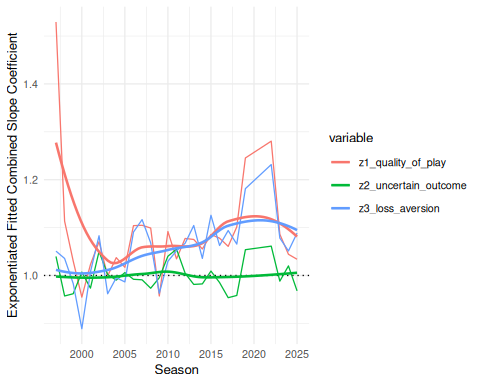 Exponentiated Fitted Combined Slope Coefficient
1.4
1.2
1.0
2000 2005 2010 2015 2020 2025
Season
variable
z1_quality_of_play
z2_uncertain_outcome
z3_loss_aversion